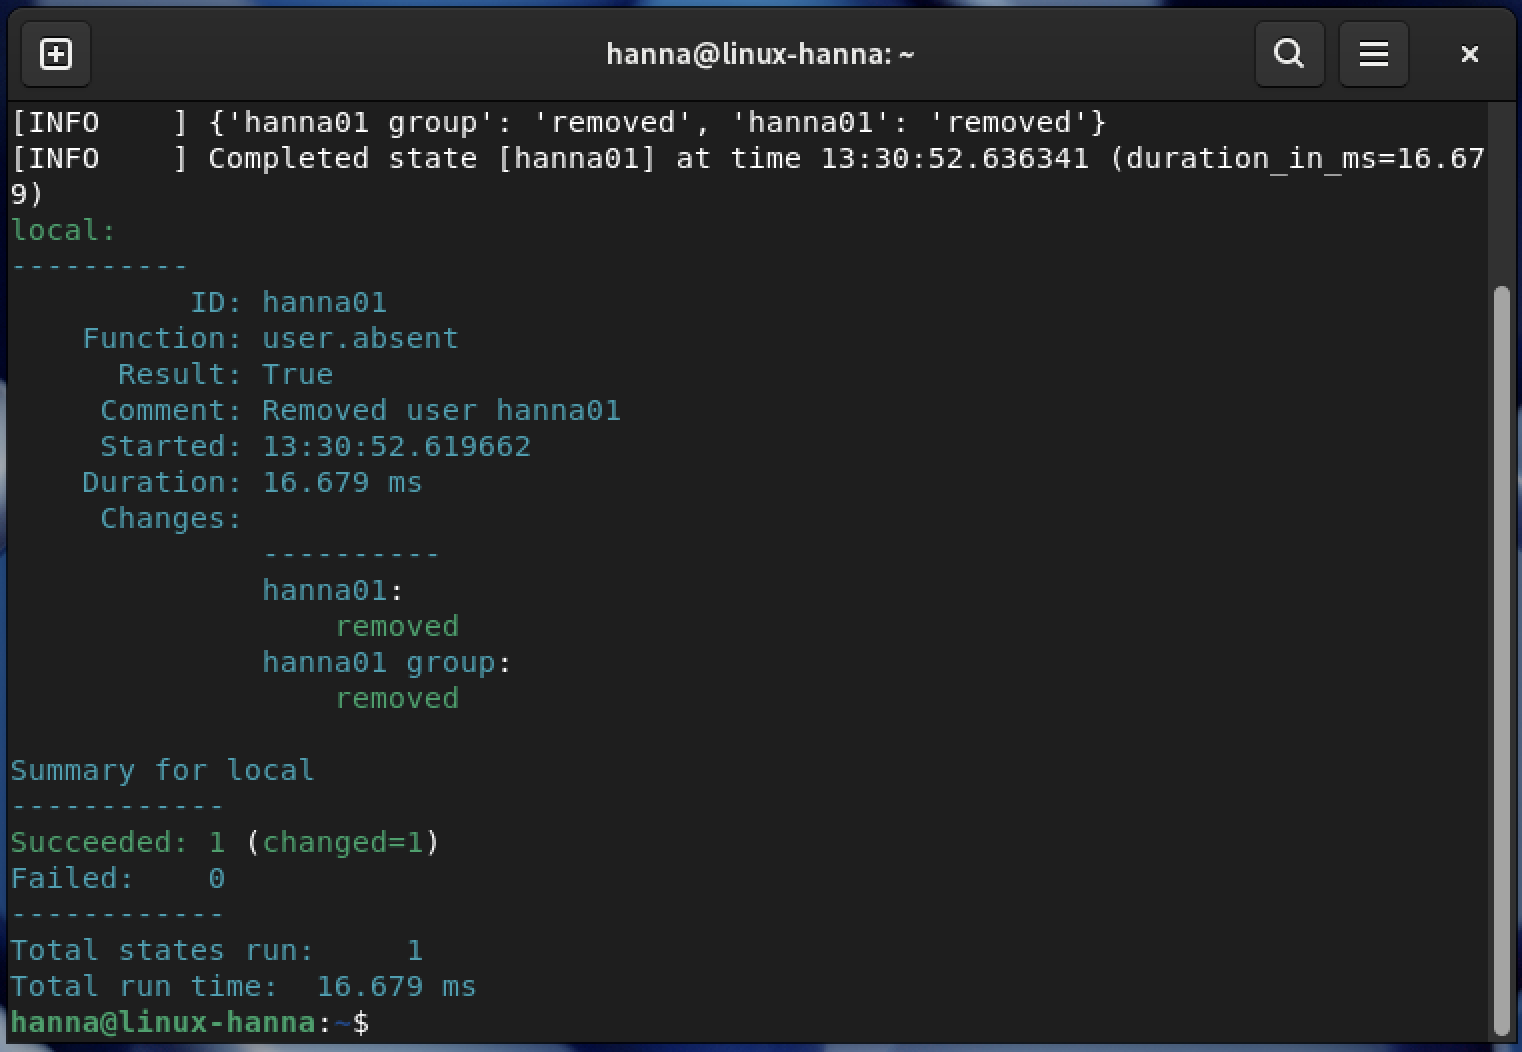 hanna@linux-hanna: ~
[INFO    ] {'hanna01 group': 'removed', 'hanna01': 'removed'}
[INFO    ] Completed state [hanna01] at time 13:30:52.636341 (duration_in_ms=16.67
9)
local:
----------
          ID: hanna01
    Function: user.absent
      Result: True
     Comment: Removed user hanna01
     Started: 13:30:52.619662
    Duration: 16.679 ms
     Changes:
              ----------
              hanna01:
                  removed
              hanna01 group:
                  removed

Summary for local
------------
Succeeded: 1 (changed=1)
Failed:    0
------------
Total states run:     1
Total run time:  16.679 ms
hanna@linux-hanna:~$